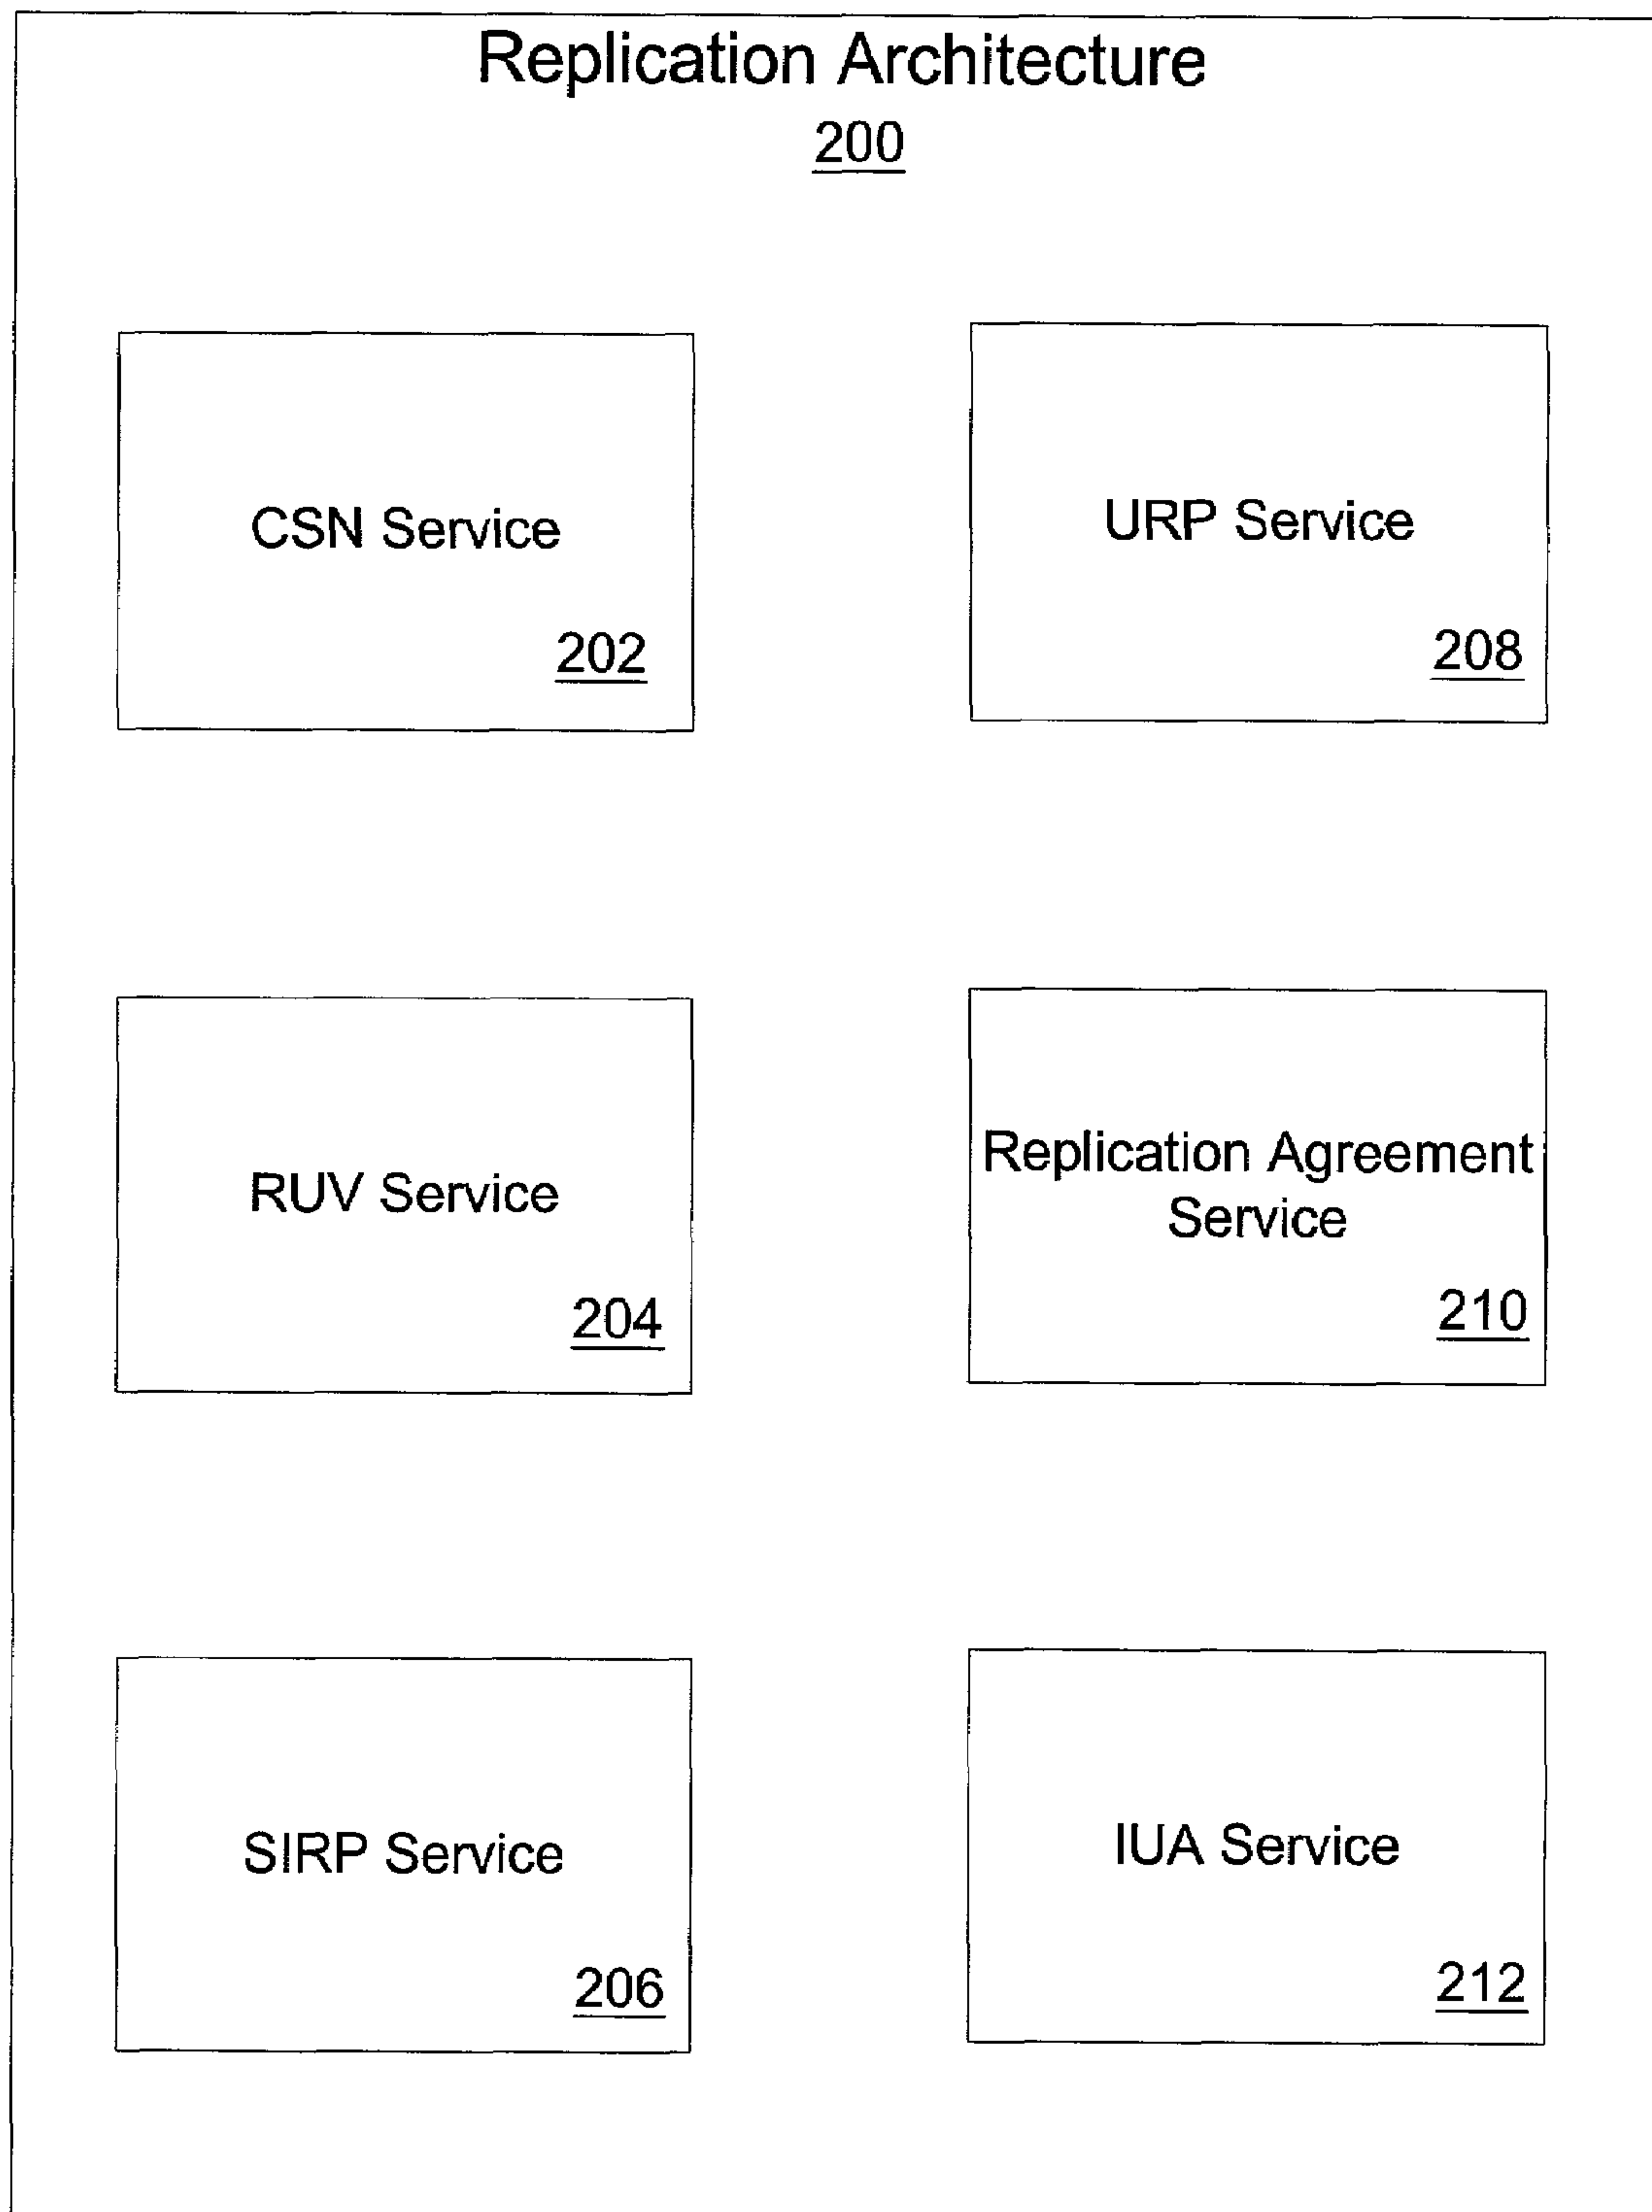 Replication Architecture
200
CSN Service
202
URP Service
208
RUV Service
204
Replication Agreement
Service
210
SIRP Service
206
IUA Service
212